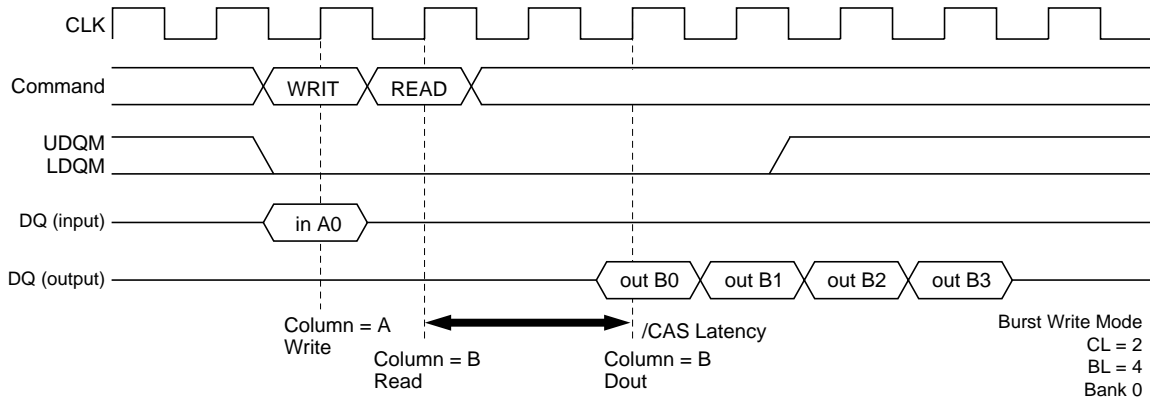 CLK
Command
WRIT
READ
UDQM
LDQM
DQ (input)
in A0
DQ (output)
out B0
out B1
out B2
out B3
Column = A
Write
Column = B
Read
/CAS Latency
Column = B
Dout
Burst Write Mode
CL = 2
BL = 4
Bank 0